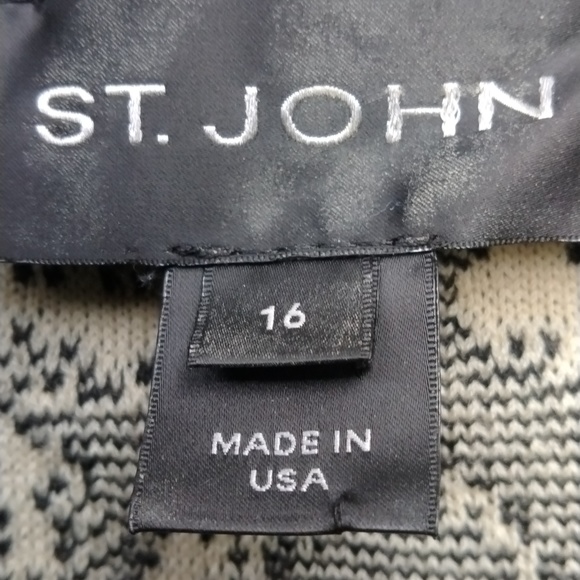 ST. JOHN
16
MADE IN
USA